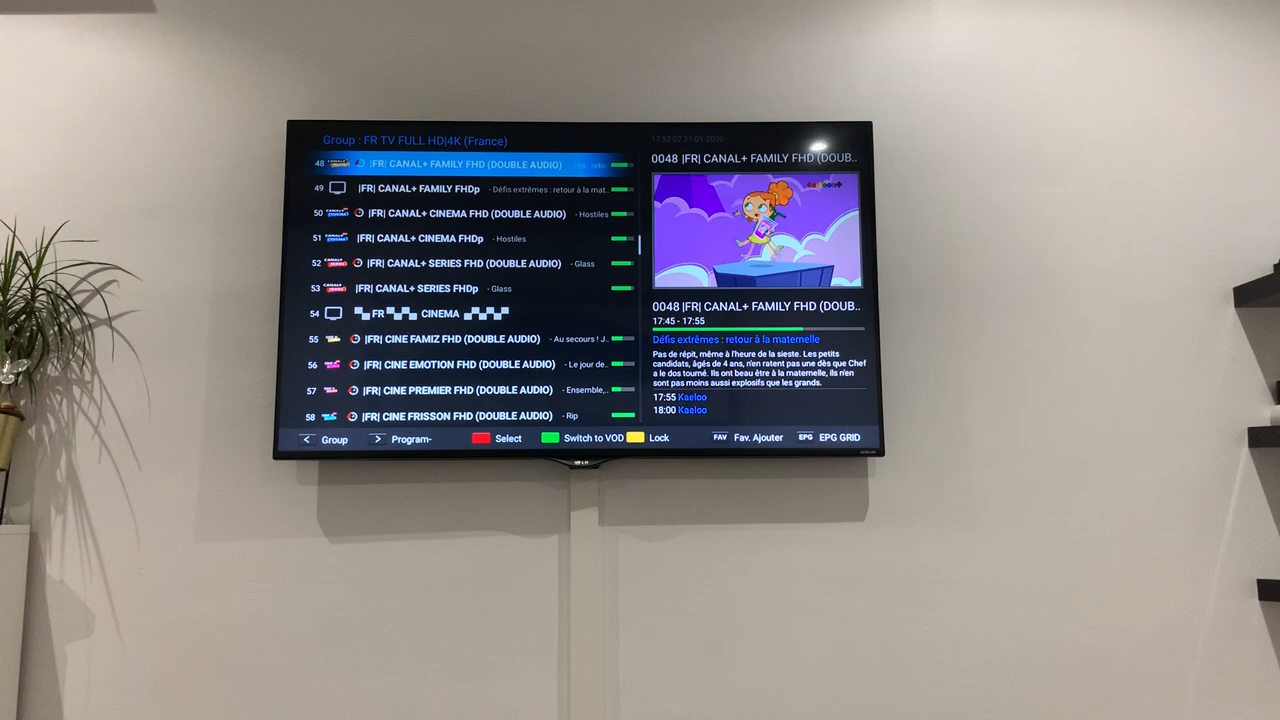 Group : FR TV FULL HD|4K (France)
48 |FR| CANAL+ FAMILY FHD (DOUBLE AUDIO)
49 |FR| CANAL+ FAMILY FHDp - Défis extrêmes : retour à la mat..
50 |FR| CANAL+ CINEMA FHD (DOUBLE AUDIO) - Hostiles
51 |FR| CANAL+ CINEMA FHDp - Hostiles
52 |FR| CANAL+ SERIES FHD (DOUBLE AUDIO) - Glass
53 |FR| CANAL+ SERIES FHDp - Glass
54 FR CINEMA
55 |FR| CINE FAMIZ FHD (DOUBLE AUDIO) - Au secours ! J..
56 |FR| CINE EMOTION FHD (DOUBLE AUDIO) - Le jour de..
57 |FR| CINE PREMIER FHD (DOUBLE AUDIO) - Ensemble,..
58 |FR| CINE FRISSON FHD (DOUBLE AUDIO) - Rip
17:52:02 21-01-2020
0048 |FR| CANAL+ FAMILY FHD (DOUB..
0048 |FR| CANAL+ FAMILY FHD (DOUB..
17:45 - 17:55
Défis extrêmes : retour à la maternelle
Pas de répit, même à l'heure de la sieste. Les petits
candidats, âgés de 4 ans, n'en ratent pas une dès que Chef
a le dos tourné. Ils ont beau être à la maternelle, ils n'en
sont pas moins aussi explosifs que les grands.
17:55 Kaeloo
18:00 Kaeloo
< Group > Program- Select Switch to VOD Lock FAV Fav. Ajouter EPG EPG GRID
LG